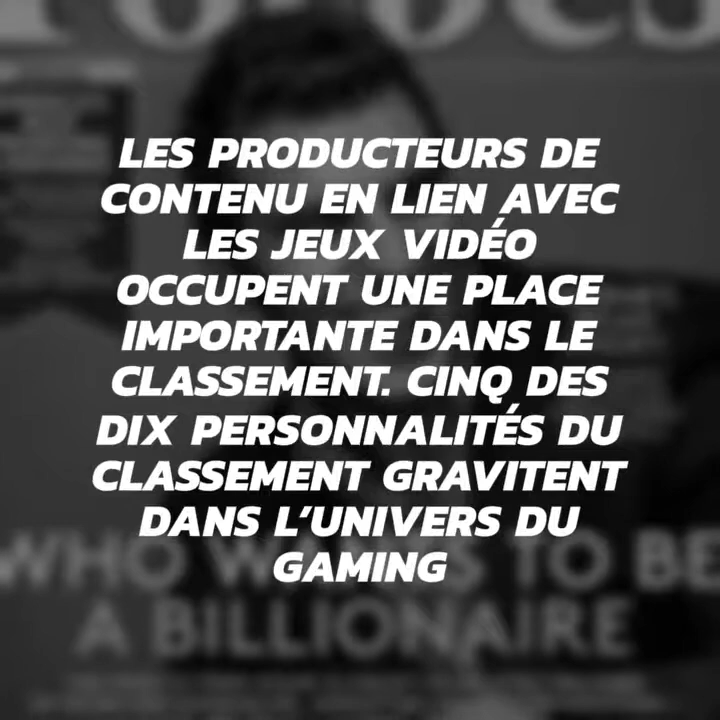 LES PRODUCTEURS DE
CONTENU EN LIEN AVEC
LES JEUX VIDÉO
OCCUPENT UNE PLACE
IMPORTANTE DANS LE
CLASSEMENT. CINQ DES
DIX PERSONNALITÉS DU
CLASSEMENT GRAVITENT
DANS L'UNIVERS DU
GAMING
WHO WANTS TO BE
A BILLIONAIRE